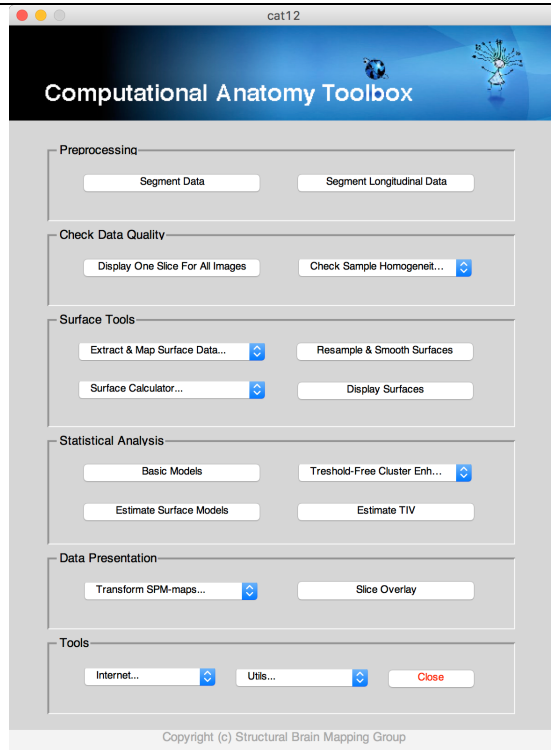 cat12
Computational Anatomy Toolbox
Preprocessing
Segment Data
Segment Longitudinal Data
Check Data Quality
Display One Slice For All Images
Check Sample Homogeneit...
Surface Tools
Extract & Map Surface Data...
Resample & Smooth Surfaces
Surface Calculator...
Display Surfaces
Statistical Analysis
Basic Models
Treshold-Free Cluster Enh...
Estimate Surface Models
Estimate TIV
Data Presentation
Transform SPM-maps...
Slice Overlay
Tools
Internet...
Utils...
Close
Copyright (c) Structural Brain Mapping Group